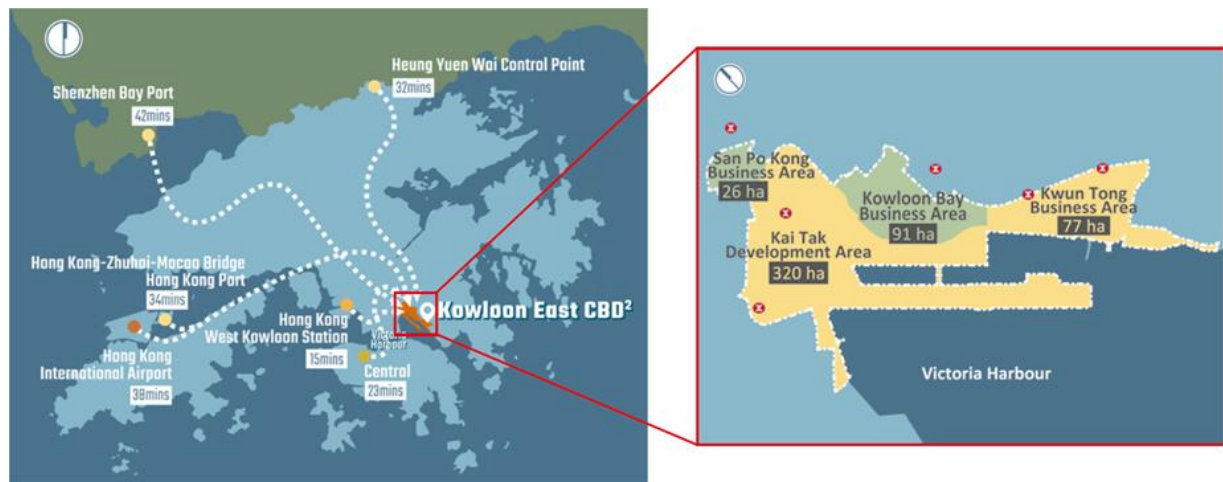 Heung Yuen Wai Control Point
32mins
Shenzhen Bay Port
42mins
Hong Kong-Zhuhai-Macao Bridge
Hong Kong Port
34mins
Hong Kong
International Airport
38mins
Hong Kong
West Kowloon Station
15mins
Victoria
Harbour
Central
23mins
Kowloon East CBD²
San Po Kong
Business Area
26 ha
Kowloon Bay
Business Area
91 ha
Kwun Tong
Business Area
77 ha
Kai Tak
Development Area
320 ha
Victoria Harbour